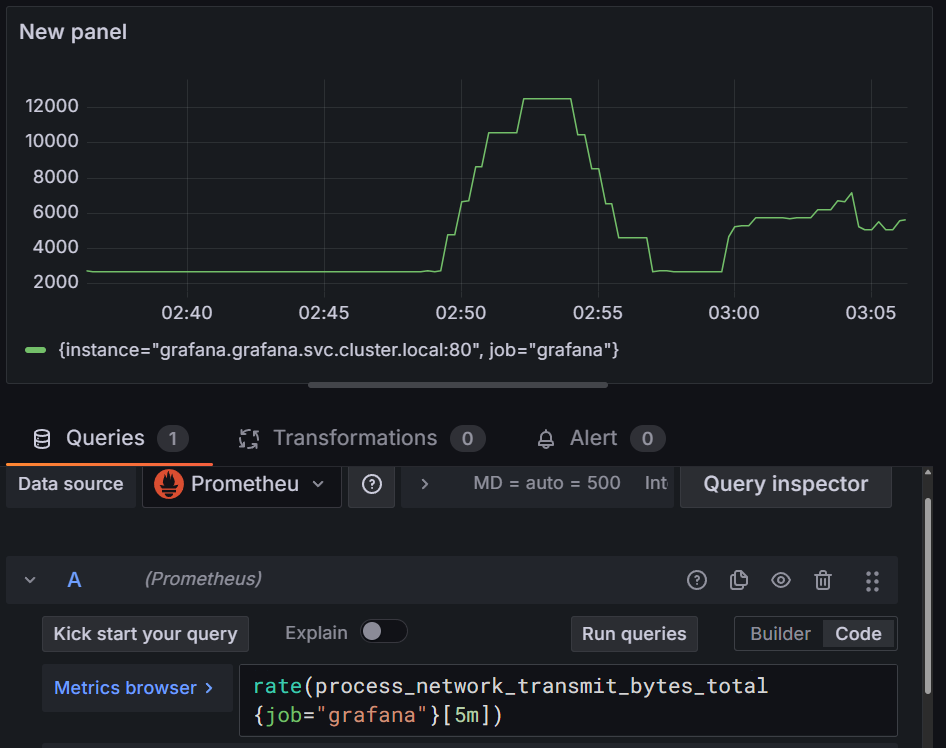 New panel
12000
10000
8000
6000
4000
2000
02:40 02:45 02:50 02:55 03:00 03:05
{instance="grafana.grafana.svc.cluster.local:80", job="grafana"}
Queries 1 Transformations 0 Alert 0
Data source Prometheu ? > MD = auto = 500 Int Query inspector
A (Prometheus) ?
Kick start your query Explain Run queries Builder Code
Metrics browser > rate(process_network_transmit_bytes_total
{job="grafana"}[5m])